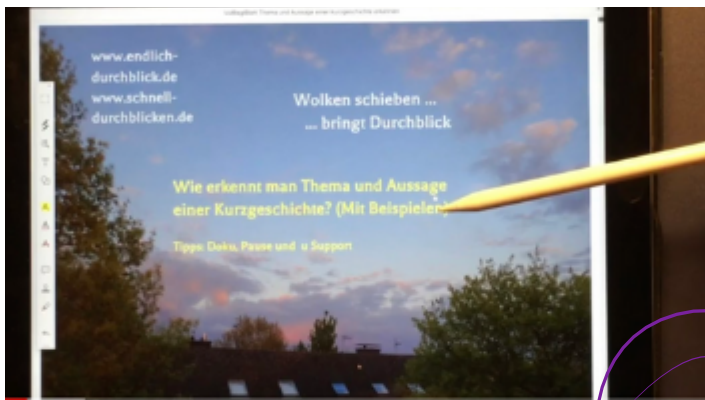 www.endlich-
durchblick.de
www.schnell-
durchblicken.de
Wolken schieben ...
.... bringt Durchblick
Wie erkennt man Thema und Aussage
einer Kurzgeschichte? (Mit Beispielen)
Tipps: Doku, Pause und u Support